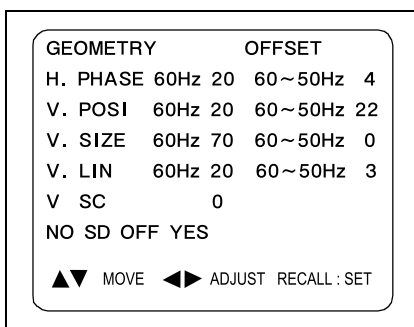 GEOMETRY OFFSET
H. PHASE 60Hz 20 60~50Hz 4
V. POSI 60Hz 20 60~50Hz 22
V. SIZE 60Hz 70 60~50Hz 0
V. LIN 60Hz 20 60~50Hz 3
V SC 0
NO SD OFF YES
▲▼ MOVE ◀▶ ADJUST RECALL : SET